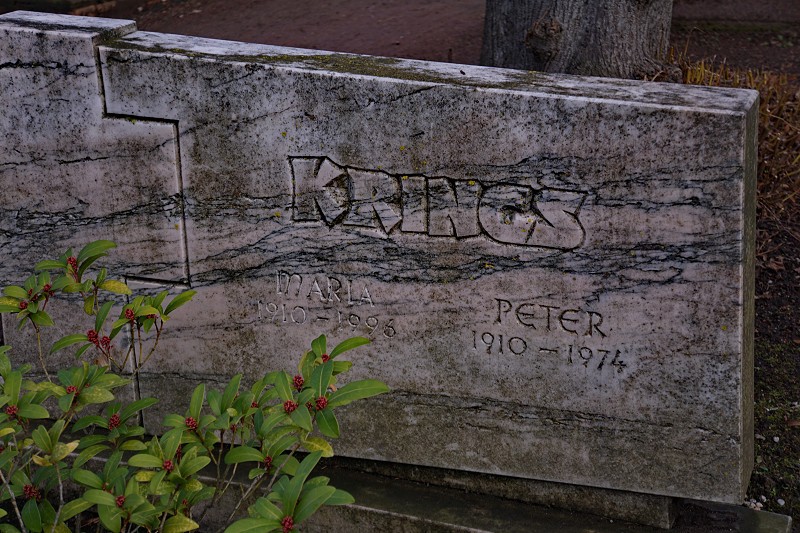 KRINGS
MARIA
1910 - 1996
PETER
1910 - 1974